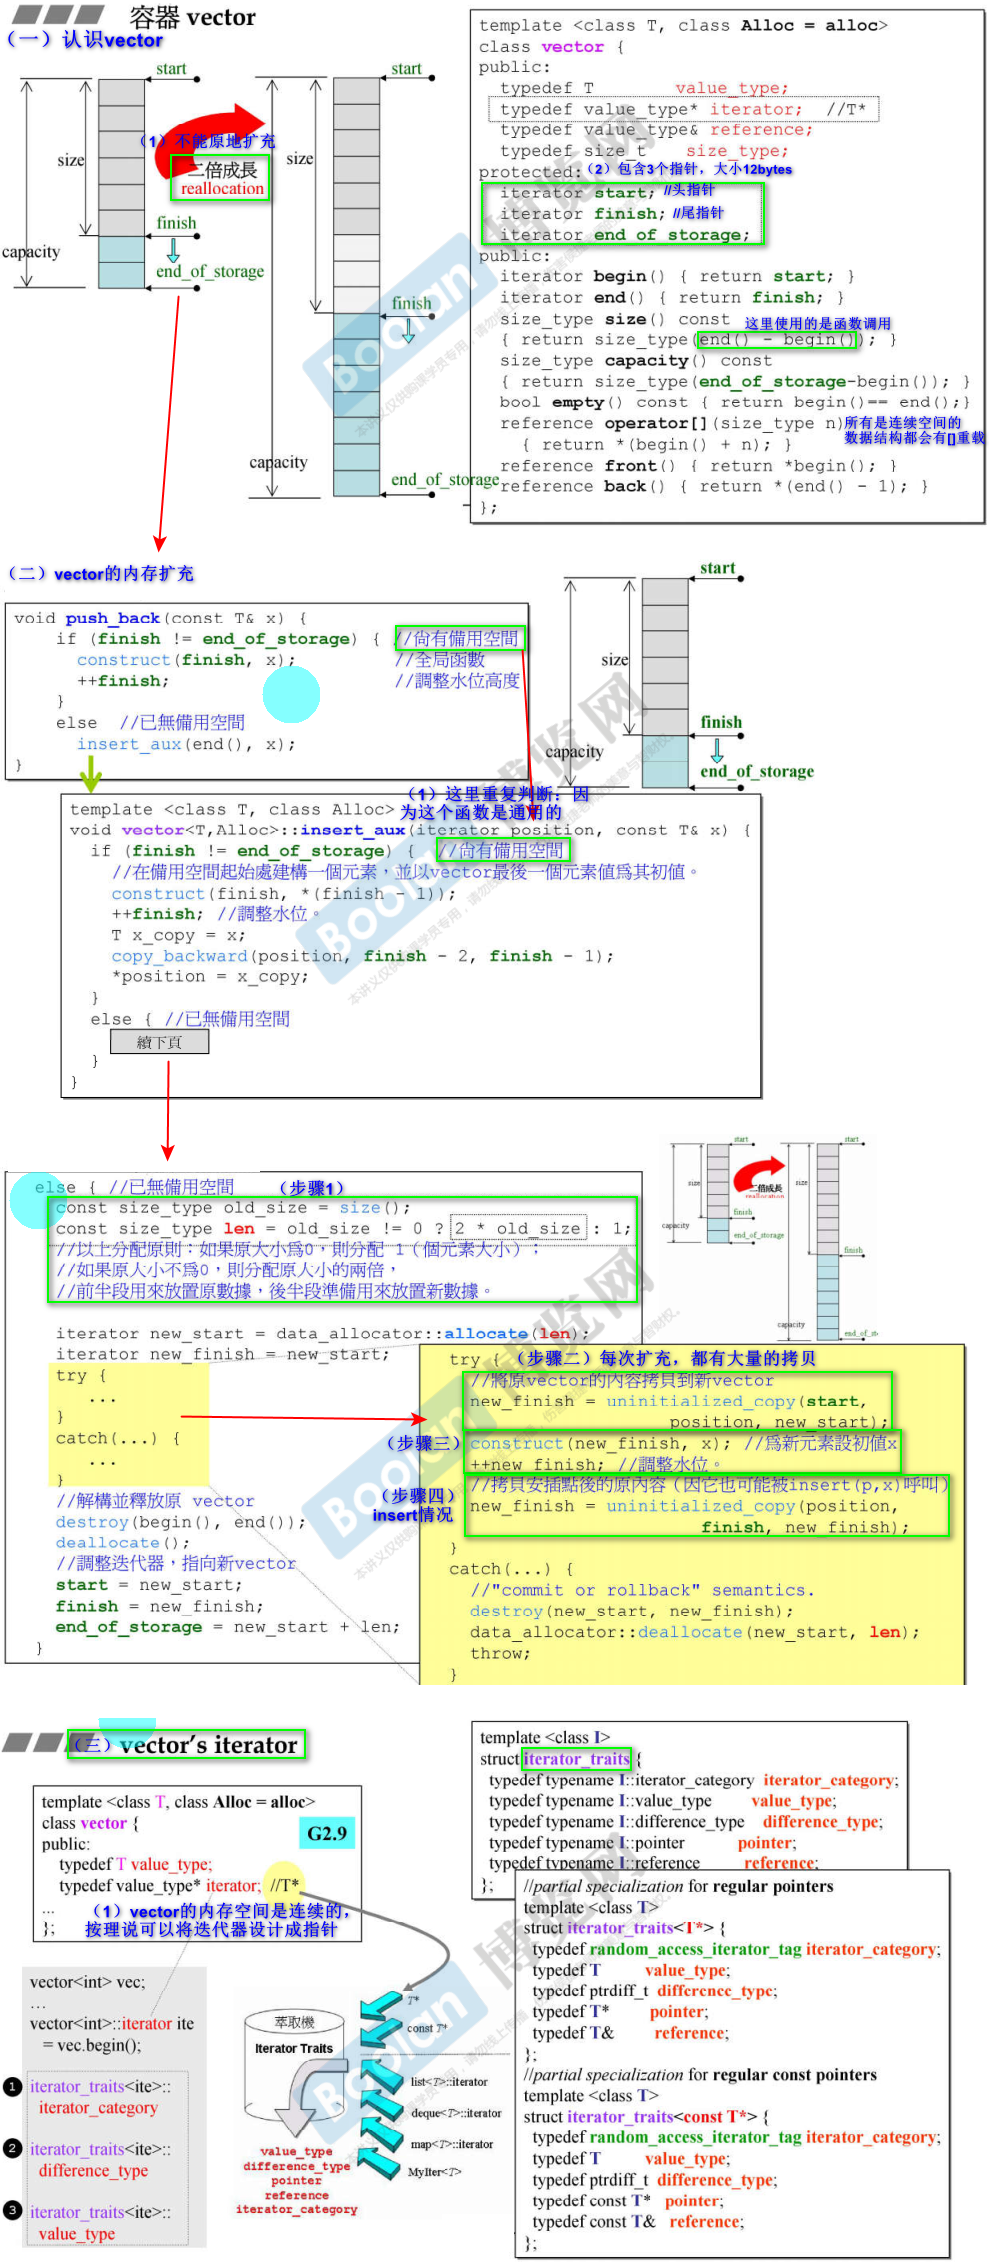 容器 vector
（一）认识vector
start
start
（1）不能原地扩充
二倍成長
reallocation
size
size
finish
capacity
end_of_storage
finish
capacity
end_of_storage
template <class T, class Alloc = alloc>
class vector {
public:
typedef T value_type;
typedef value_type* iterator; //T*
typedef value_type& reference;
typedef size_t size_type;
protected:（2）包含3个指针，大小12bytes
iterator start; //头指针
iterator finish; //尾指针
iterator end_of_storage;
public:
iterator begin() { return start; }
iterator end() { return finish; }
size_type size() const 这里使用的是函数调用
{ return size_type(end() - begin()); }
size_type capacity() const
{ return size_type(end_of_storage-begin()); }
bool empty() const { return begin()== end();}
reference operator[](size_type n) 所有是连续空间的
数据结构都会有[]重载
{ return *(begin() + n); }
reference front() { return *begin(); }
reference back() { return *(end() - 1); }
};
Boolan 博览网
（二）vector的内存扩充
start
size
finish
capacity
end_of_storage
void push_back(const T& x) {
if (finish != end_of_storage) { //尚有備用空間
construct(finish, x); //全局函數
++finish; //調整水位高度
}
else //已無備用空間
insert_aux(end(), x);
}
（1）这里重复判断：因
为这个函数是通用的
template <class T, class Alloc>
void vector<T,Alloc>::insert_aux(iterator position, const T& x) {
if (finish != end_of_storage) { //尚有備用空間
//在備用空間起始處建構一個元素，並以vector最後一個元素值爲其初值。
construct(finish, *(finish - 1));
++finish; //調整水位。
T x_copy = x;
copy_backward(position, finish - 2, finish - 1);
*position = x_copy;
}
else { //已無備用空間
續下頁
}
}
Boolan 博览网
start
start
size
size
二倍成長
reallocation
finish
capacity
end_of_storage
finish
capacity
else { //已無備用空間 （步骤1）
const size_type old_size = size();
const size_type len = old_size != 0 ? 2 * old_size : 1;
//以上分配原則：如果原大小爲0，則分配 1（個元素大小）；
//如果原大小不爲0，則分配原大小的兩倍，
//前半段用來放置原數據，後半段準備用來放置新數據。
iterator new_start = data_allocator::allocate(len);
iterator new_finish = new_start;
try {
...
}
catch(...) {
...
}
//解構並釋放原 vector
destroy(begin(), end());
deallocate();
//調整迭代器，指向新vector
start = new_start;
finish = new_finish;
end_of_storage = new_start + len;
}
try { （步骤二）每次扩充，都有大量的拷贝
//將原vector的內容拷貝到新vector
new_finish = uninitialized_copy(start,
position, new_start);
（步骤三） construct(new_finish, x); //爲新元素設初值x
++new_finish; //調整水位。
（步骤四） //拷貝安插點後的原內容（因它也可能被insert(p,x)呼叫）
insert情况 new_finish = uninitialized_copy(position,
finish, new_finish);
}
catch(...) {
//"commit or rollback" semantics.
destroy(new_start, new_finish);
data_allocator::deallocate(new_start, len);
throw;
}
Boolan 博览网
（三）vector's iterator
template <class T, class Alloc = alloc>
class vector {
G2.9
public:
typedef T value_type;
typedef value_type* iterator; //T*
...
};
（1）vector的内存空间是连续的，
按理说可以将迭代器设计成指针
vector<int> vec;
...
vector<int>::iterator ite
= vec.begin();
1 iterator_traits<ite>::
iterator_category
2 iterator_traits<ite>::
difference_type
3 iterator_traits<ite>::
value_type
萃取機
Iterator Traits
T*
const T*
list<T>::iterator
deque<T>::iterator
map<T>::iterator
MyIter<T>
value_type
difference_type
pointer
reference
iterator_category
template <class I>
struct iterator_traits {
typedef typename I::iterator_category iterator_category;
typedef typename I::value_type value_type;
typedef typename I::difference_type difference_type;
typedef typename I::pointer pointer;
typedef typename I::reference reference;
};
//partial specialization for regular pointers
template <class T>
struct iterator_traits<T*> {
typedef random_access_iterator_tag iterator_category;
typedef T value_type;
typedef ptrdiff_t difference_type;
typedef T* pointer;
typedef T& reference;
};
//partial specialization for regular const pointers
template <class T>
struct iterator_traits<const T*> {
typedef random_access_iterator_tag iterator_category;
typedef T value_type;
typedef ptrdiff_t difference_type;
typedef const T* pointer;
typedef const T& reference;
};
Boolan 博览网